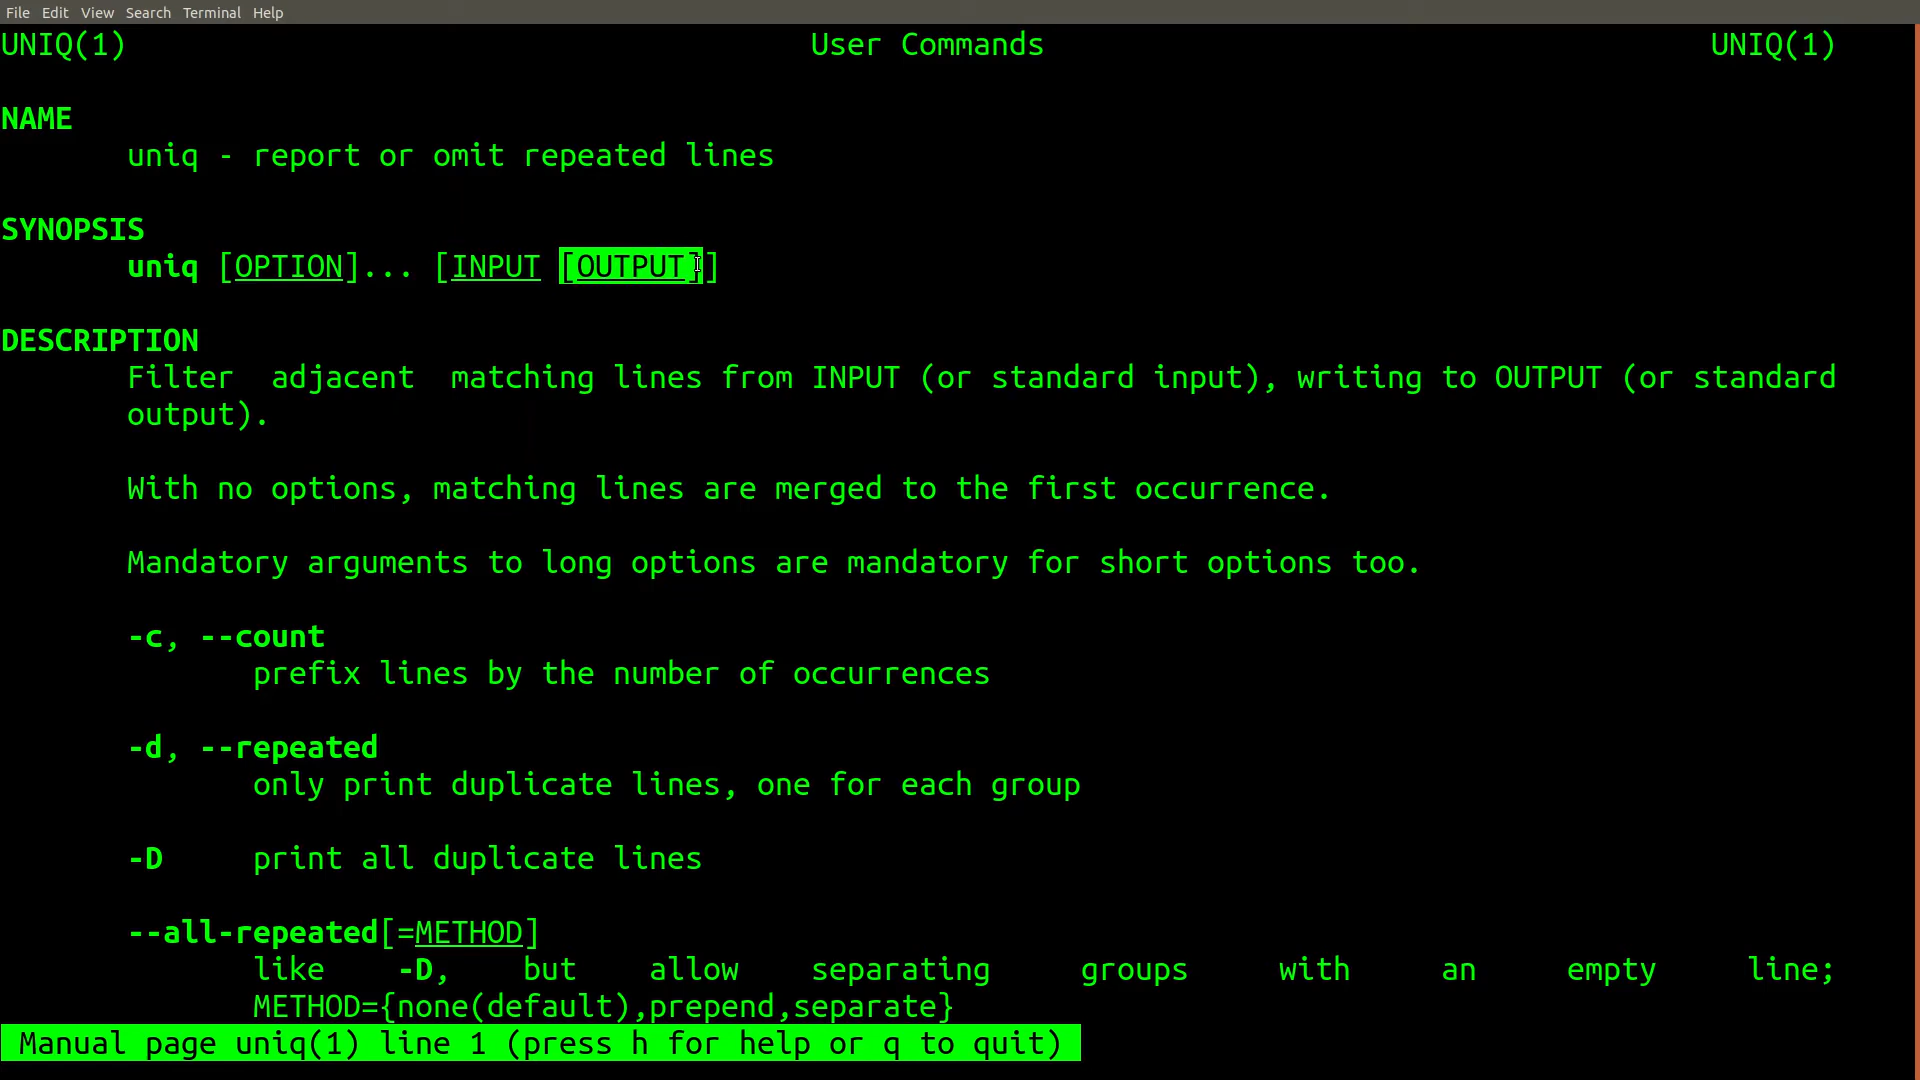 File Edit View Search Terminal Help
UNIQ(1) User Commands UNIQ(1)
NAME
uniq - report or omit repeated lines
SYNOPSIS
uniq [OPTION]... [INPUT [OUTPUT]]
DESCRIPTION
Filter adjacent matching lines from INPUT (or standard input), writing to OUTPUT (or standard
output).
With no options, matching lines are merged to the first occurrence.
Mandatory arguments to long options are mandatory for short options too.
-c, --count
prefix lines by the number of occurrences
-d, --repeated
only print duplicate lines, one for each group
-D print all duplicate lines
--all-repeated[=METHOD]
like -D, but allow separating groups with an empty line;
METHOD={none(default),prepend,separate}
Manual page uniq(1) line 1 (press h for help or q to quit)